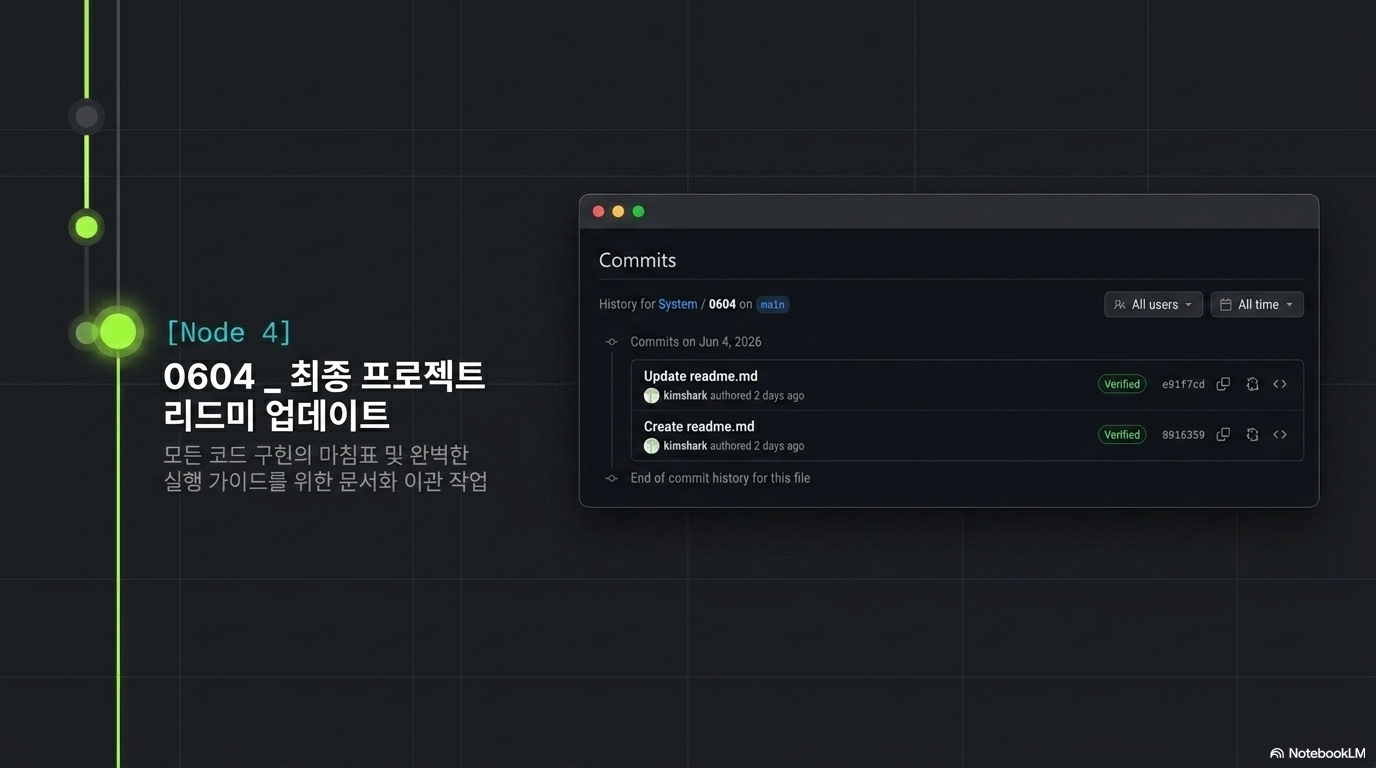 [Node 4]
0604 _ 최종 프로젝트
리드미 업데이트
모든 코드 구현의 마침표 및 완벽한
실행 가이드를 위한 문서화 이관 작업
Commits
History for System / 0604 on main
All users
All time
Commits on Jun 4, 2026
Update readme.md
Verified
e91f7cd
kimshark authored 2 days ago
Create readme.md
Verified
8916359
kimshark authored 2 days ago
End of commit history for this file
NotebookLM